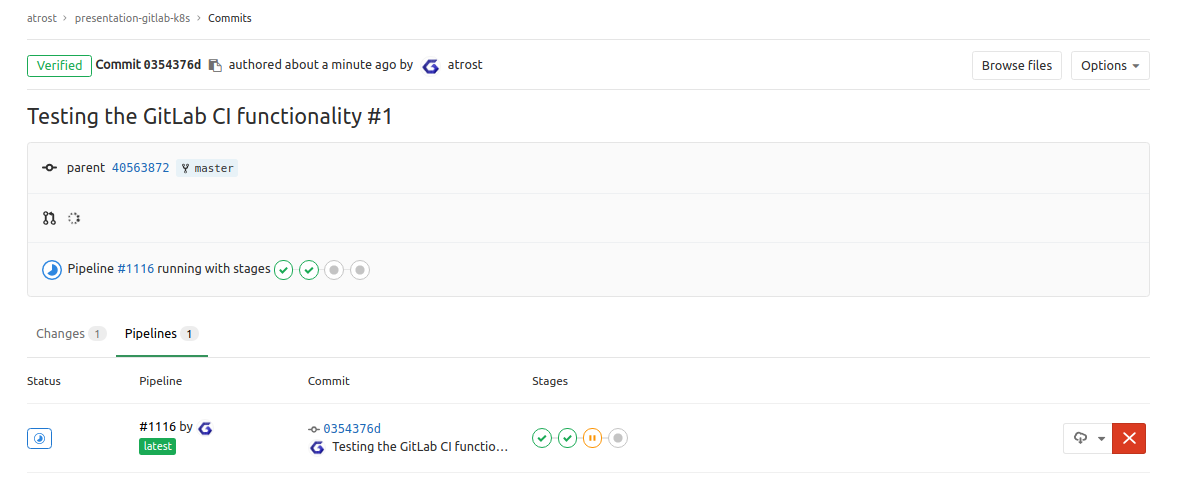 atrost › presentation-gitlab-k8s › Commits
Verified Commit 0354376d authored about a minute ago by atrost Browse files Options
Testing the GitLab CI functionality #1
parent 40563872 master
Pipeline #1116 running with stages
Changes 1 Pipelines 1
Status Pipeline Commit Stages
#1116 by 0354376d
latest Testing the GitLab CI functio…